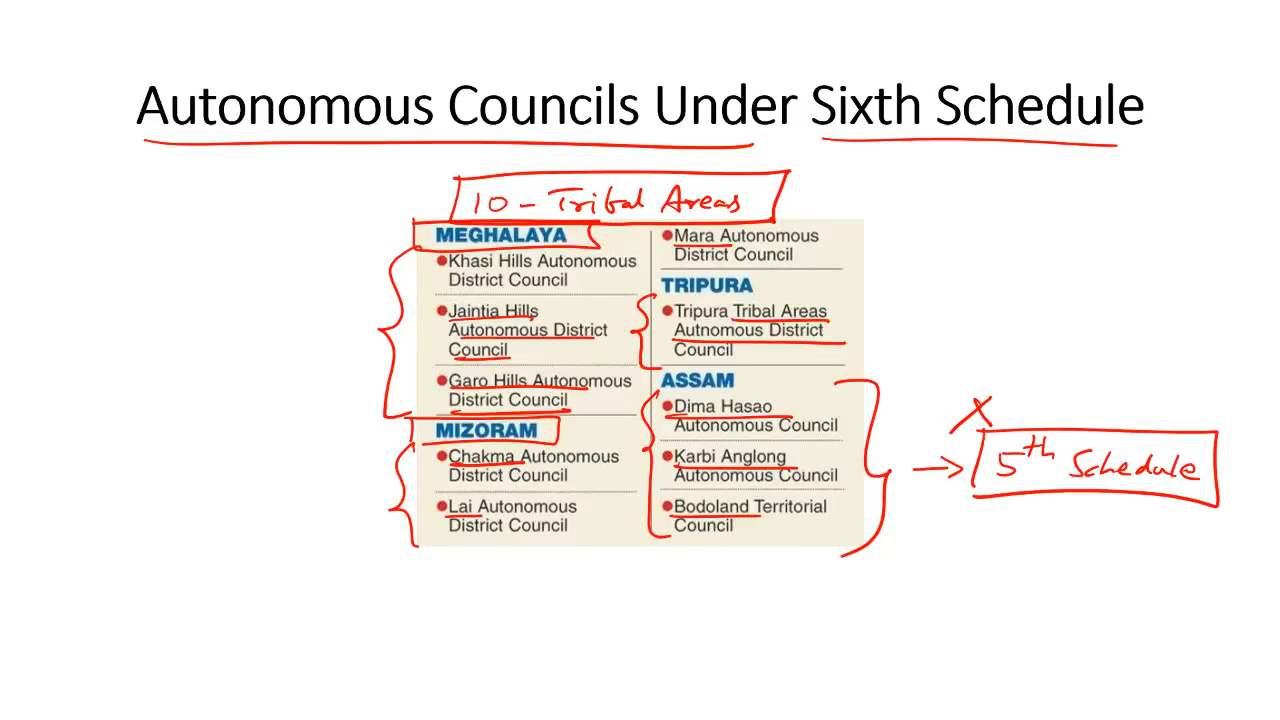 Autonomous Councils Under Sixth Schedule
10 - Tribal Areas
MEGHALAYA
●Khasi Hills Autonomous
District Council
●Jaintia Hills
Autonomous District
Council
●Garo Hills Autonomous
District Council
MIZORAM
●Chakma Autonomous
District Council
●Lai Autonomous
District Council
●Mara Autonomous
District Council
TRIPURA
●Tripura Tribal Areas
Autnomous District
Council
ASSAM
●Dima Hasao
Autonomous Council
●Karbi Anglong
Autonomous Council
●Bodoland Territorial
Council
X
→ 5th Schedule